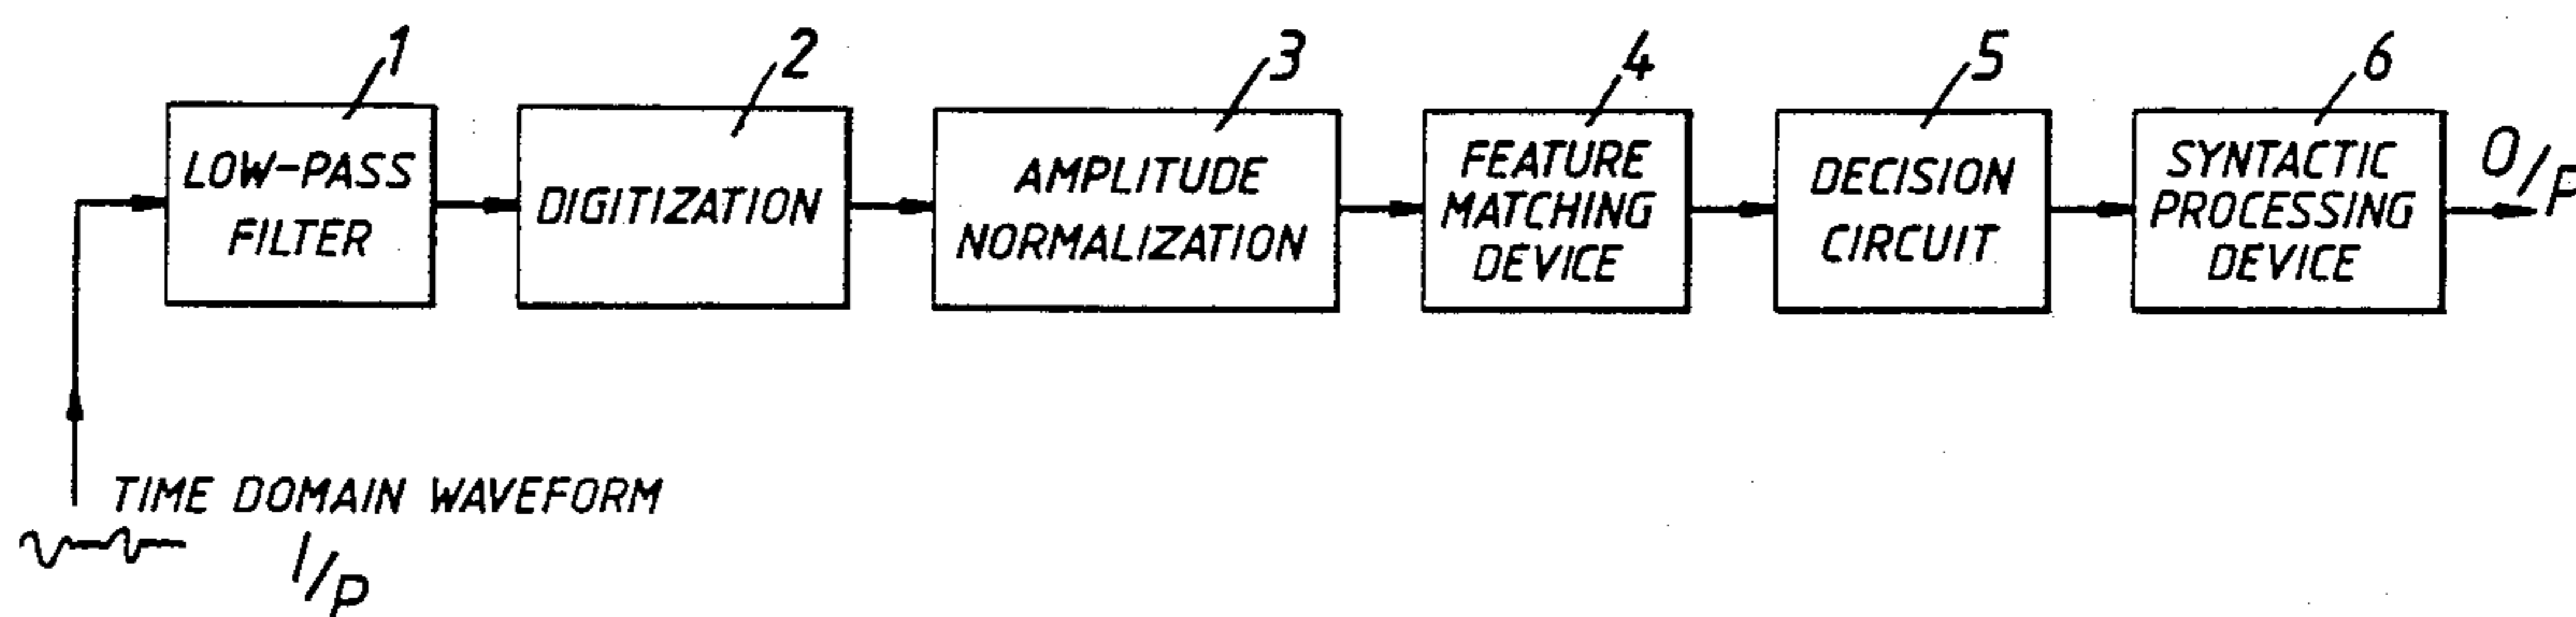 1
2
3
4
5
6
LOW-PASS
FILTER
DIGITIZATION
AMPLITUDE
NORMALIZATION
FEATURE
MATCHING
DEVICE
DECISION
CIRCUIT
SYNTACTIC
PROCESSING
DEVICE
O/P
TIME DOMAIN WAVEFORM
I/P